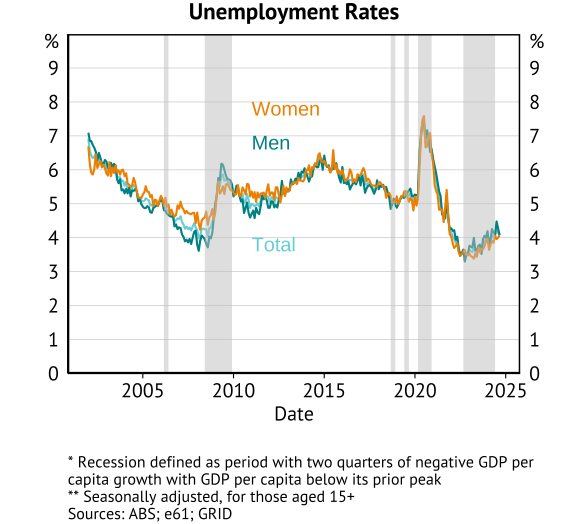 Unemployment Rates
% %
9 9
8 8
Women
7 Men 7
6 6
5 5
4 Total 4
3 3
2 2
1 1
0 0
2005 2010 2015 2020 2025
Date
* Recession defined as period with two quarters of negative GDP per
capita growth with GDP per capita below its prior peak
** Seasonally adjusted, for those aged 15+
Sources: ABS; e61; GRID